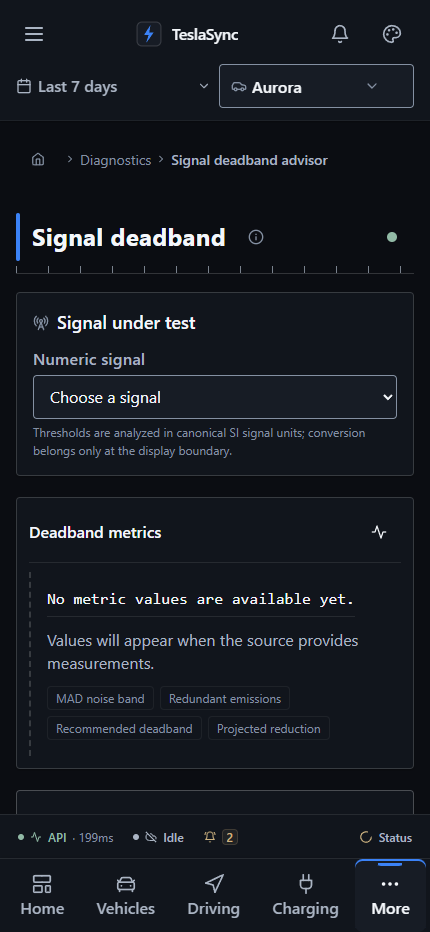 TeslaSync
Last 7 days
Aurora
Diagnostics
Signal deadband advisor
Signal deadband
Signal under test
Numeric signal
Choose a signal
Thresholds are analyzed in canonical SI signal units; conversion
belongs only at the display boundary.
Deadband metrics
No metric values are available yet.
Values will appear when the source provides
measurements.
MAD noise band
Redundant emissions
Recommended deadband
Projected reduction
API · 199ms
Idle
2
Status
Home
Vehicles
Driving
Charging
More